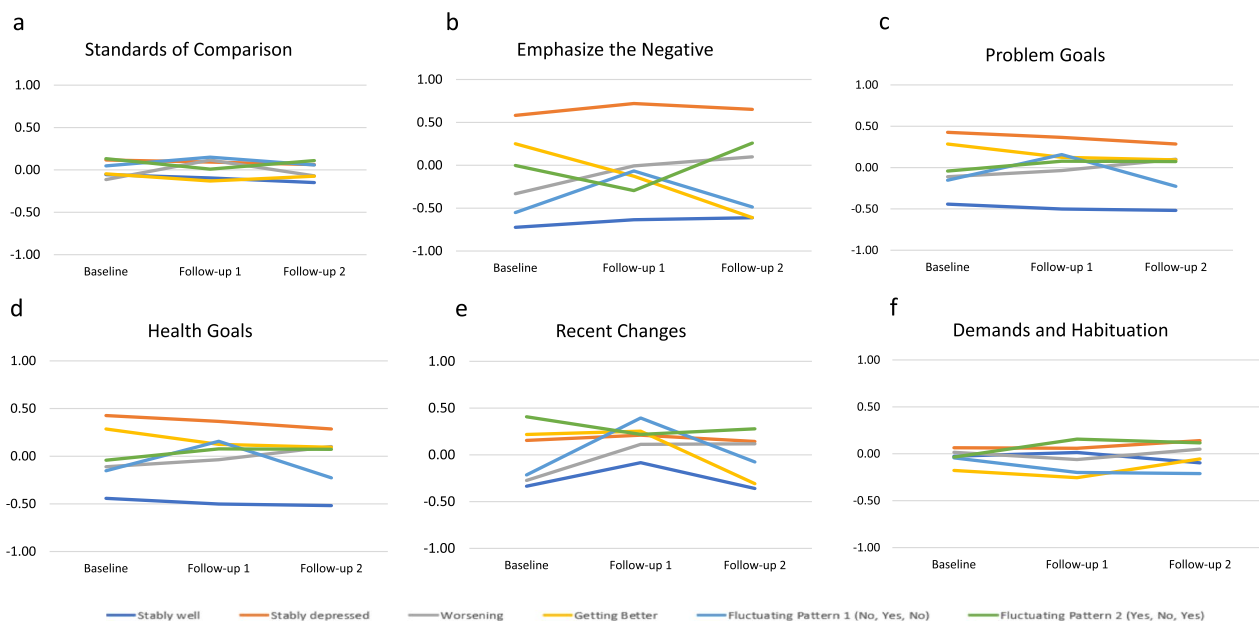 a
Standards of Comparison
1.00
0.50
0.00
-0.50
-1.00
Baseline Follow-up 1 Follow-up 2
b
Emphasize the Negative
1.00
0.50
0.00
-0.50
-1.00
Baseline Follow-up 1 Follow-up 2
c
Problem Goals
1.00
0.50
0.00
-0.50
-1.00
Baseline Follow-up 1 Follow-up 2
d
Health Goals
1.00
0.50
0.00
-0.50
-1.00
Baseline Follow-up 1 Follow-up 2
e
Recent Changes
1.00
0.50
0.00
-0.50
-1.00
Baseline Follow-up 1 Follow-up 2
f
Demands and Habituation
1.00
0.50
0.00
-0.50
-1.00
Baseline Follow-up 1 Follow-up 2
Stably well Stably depressed Worsening Getting Better Fluctuating Pattern 1 (No, Yes, No) Fluctuating Pattern 2 (Yes, No, Yes)